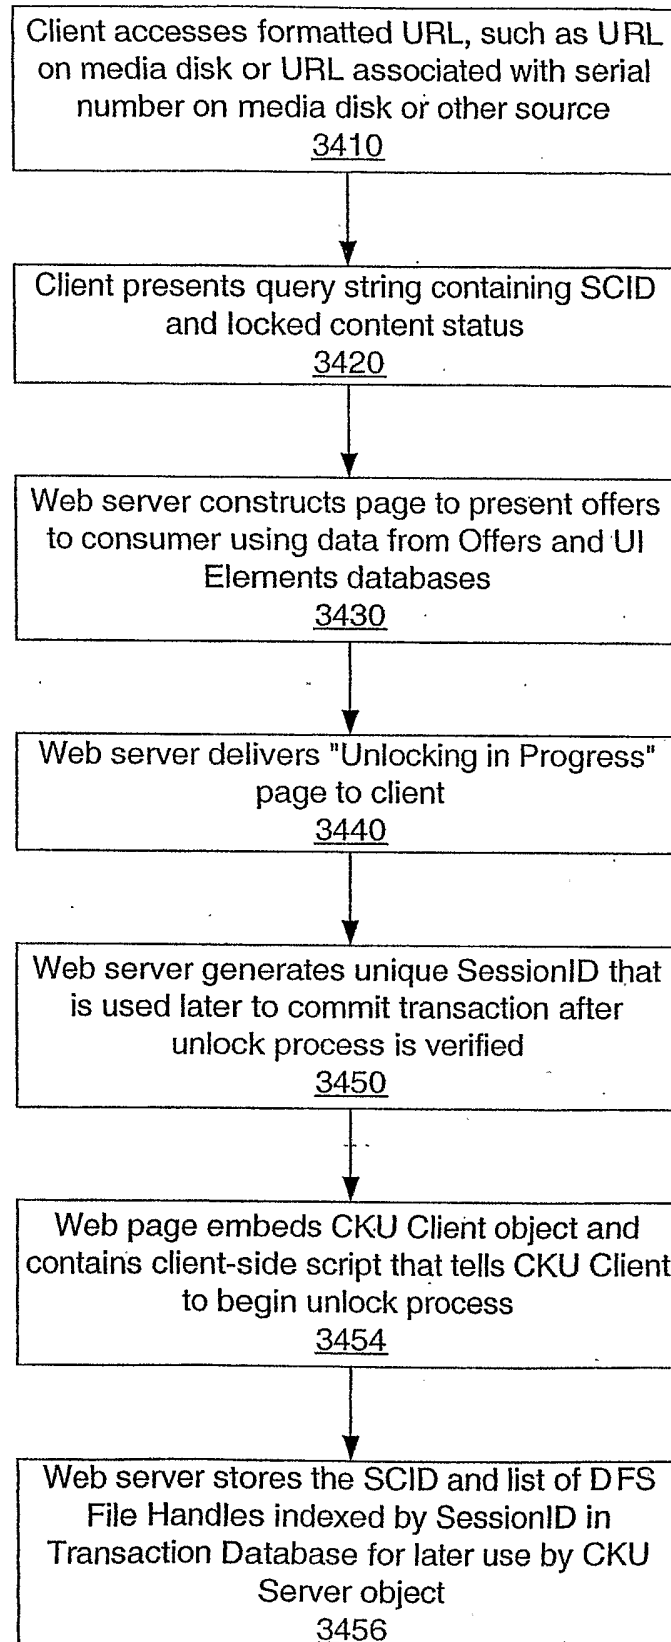 Client accesses formatted URL, such as URL
on media disk or URL associated with serial
number on media disk or other source
3410
Client presents query string containing SCID
and locked content status
3420
Web server constructs page to present offers
to consumer using data from Offers and UI
Elements databases
3430
Web server delivers "Unlocking in Progress"
page to client
3440
Web server generates unique SessionID that
is used later to commit transaction after
unlock process is verified
3450
Web page embeds CKU Client object and
contains client-side script that tells CKU Client
to begin unlock process
3454
Web server stores the SCID and list of DFS
File Handles indexed by SessionID in
Transaction Database for later use by CKU
Server object
3456